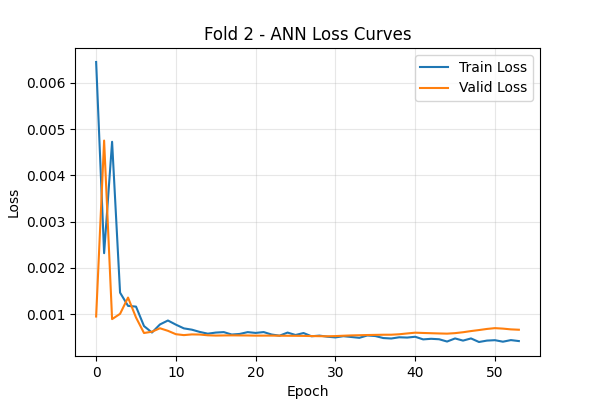 Fold 2 - ANN Loss Curves
Train Loss
Valid Loss
Loss
0.006
0.005
0.004
0.003
0.002
0.001
0 10 20 30 40 50
Epoch